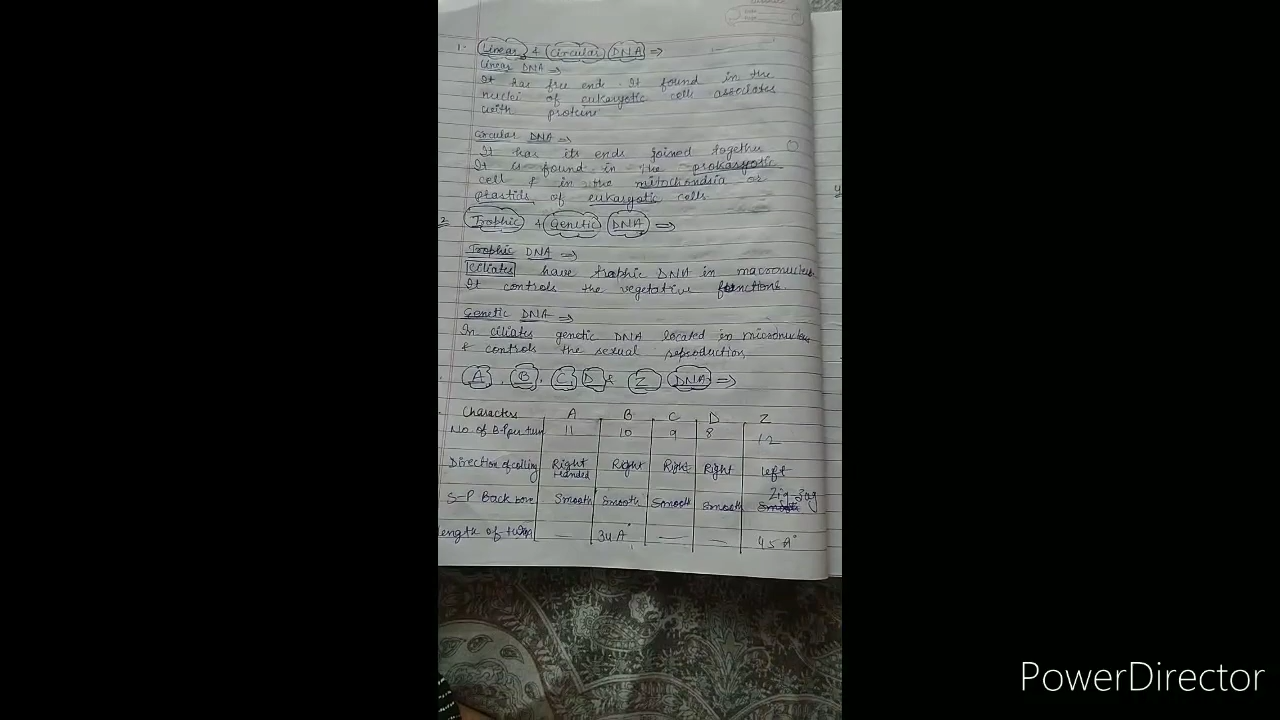 1. Linear & Circular DNA ⇒
Linear DNA ⇒
It has free ends. It found in the
nuclei of eukaryotic cells associates
with proteins
Circular DNA ⇒
It has its ends joined together
It is found in the prokaryotic
cell & in the mitochondria or
plastids of eukaryotic cells
2. Trophic & Genetic DNA ⇒
Trophic DNA ⇒
Ciliates have trophic DNA in macronucleus
It controls the vegetative functions.
Genetic DNA ⇒
In ciliates genetic DNA located in micronucleus
& controls the sexual reproduction.
A, B, C, D & Z DNA ⇒
Characters A B C D Z
No. of B.P per turn 11 10 9 8 12
Direction of coiling Right Handed Right Right Right left
S-P Back bone Smooth Smooth Smooth Smooth Zig Zag
length of turn — 34 A° — — 45 A°
PowerDirector